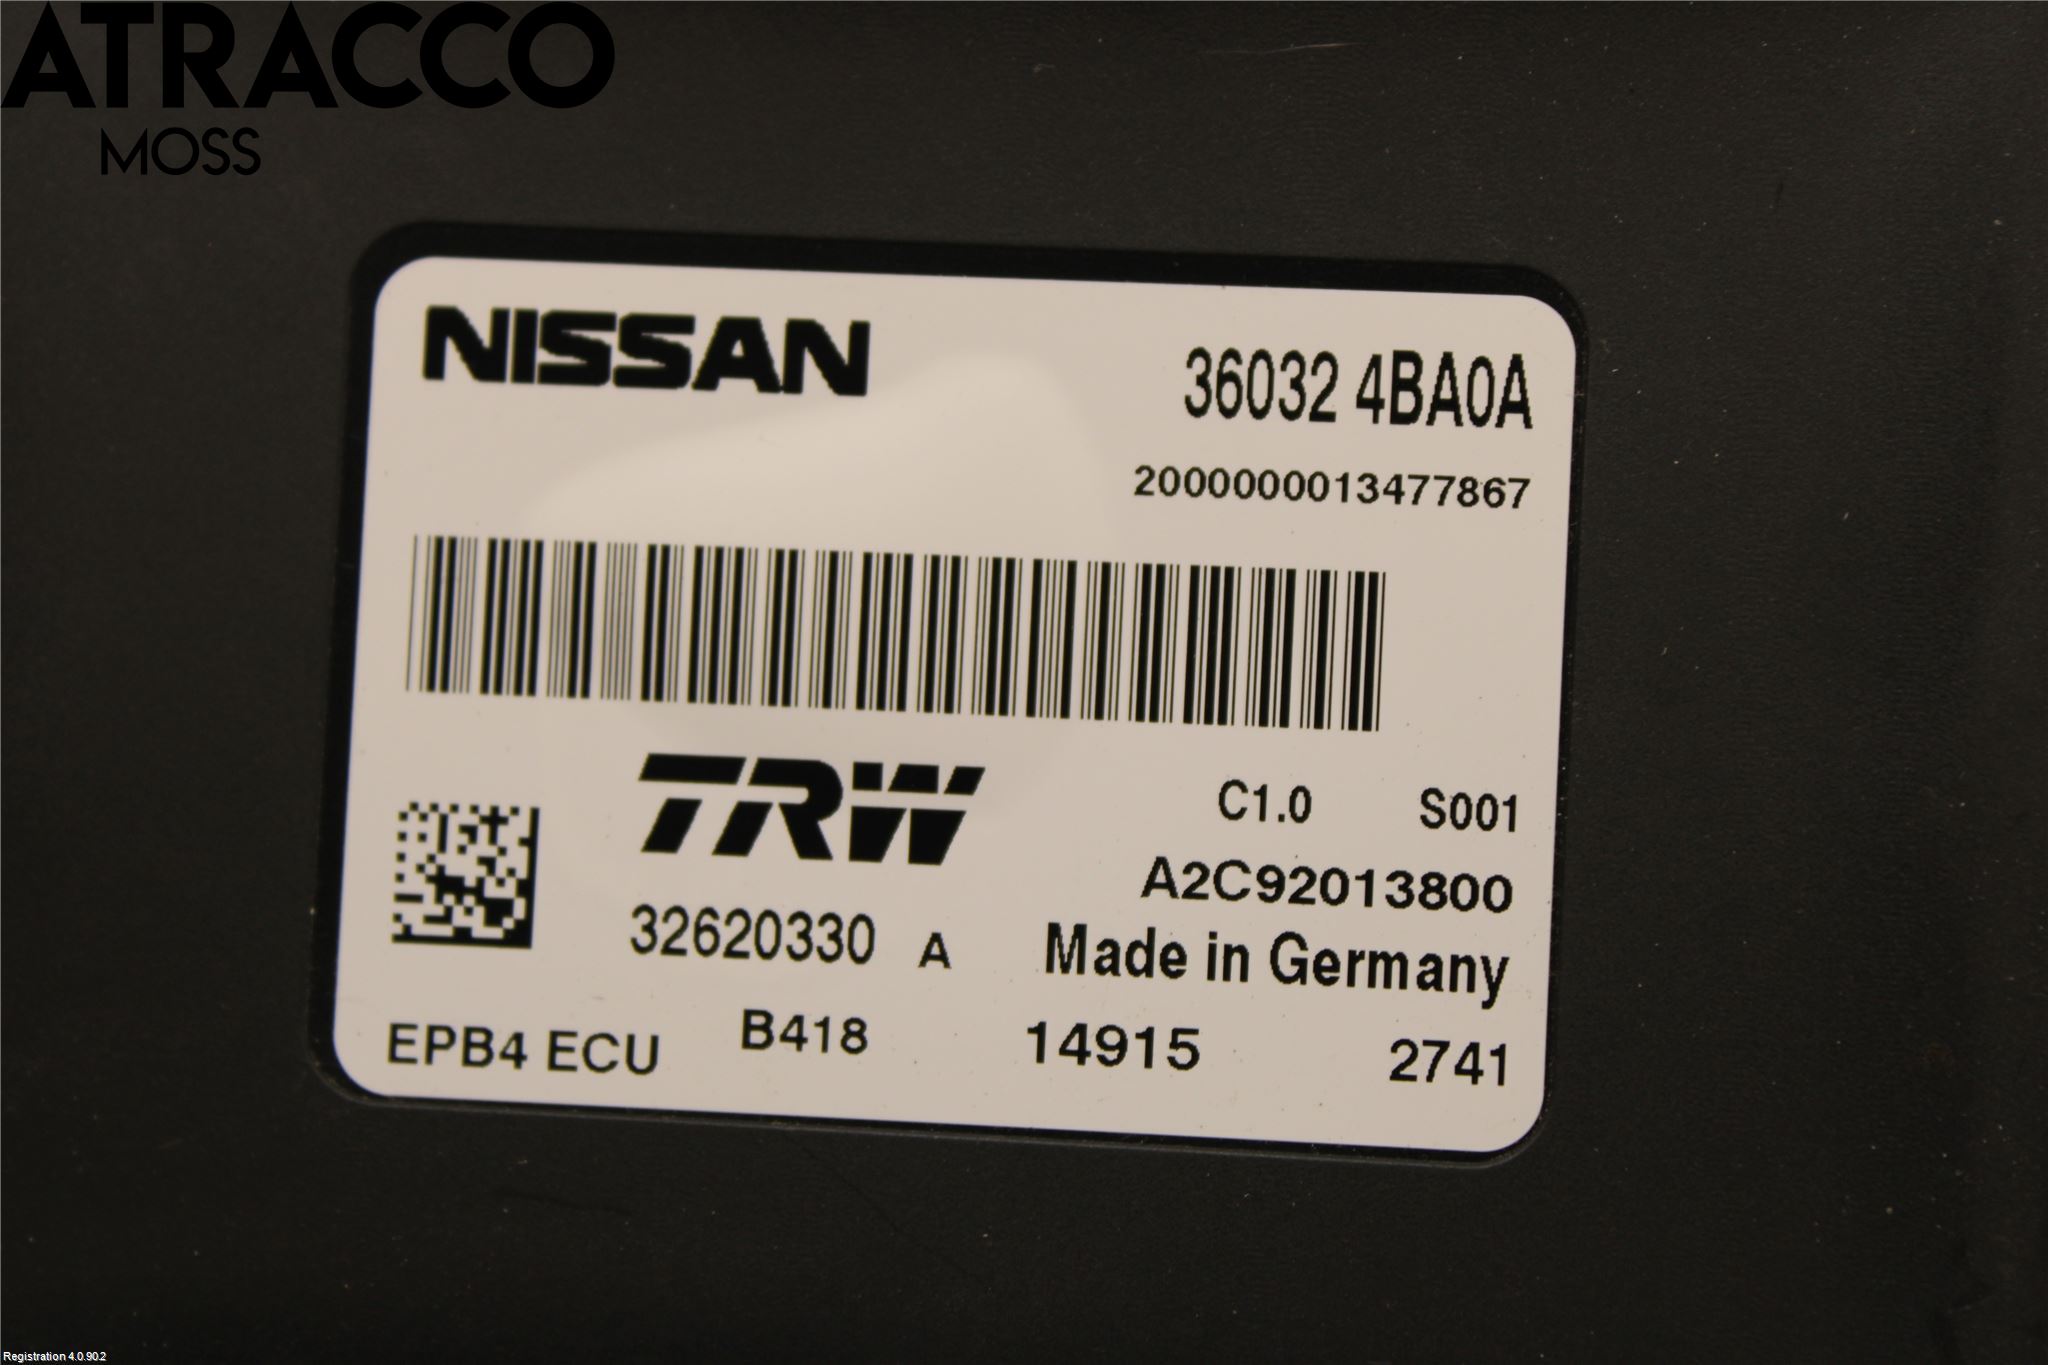 ATRACCO
MOSS
NISSAN
36032 4BA0A
2000000013477867
TRW
C1.0 S001
A2C92013800
32620330 A
Made in Germany
EPB4 ECU B418 14915 2741
Registration 4.0.90.2